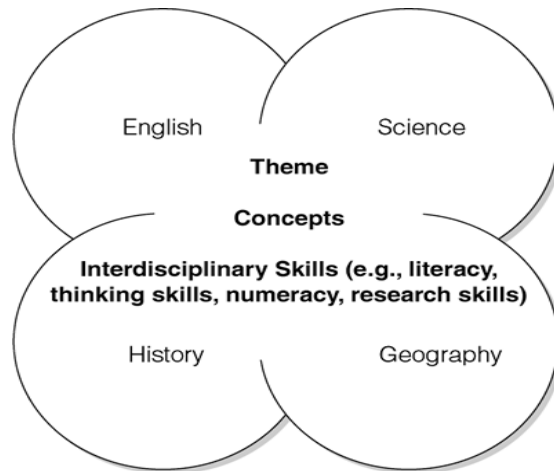 English Science
Theme
Concepts
Interdisciplinary Skills (e.g., literacy,
thinking skills, numeracy, research skills)
History Geography